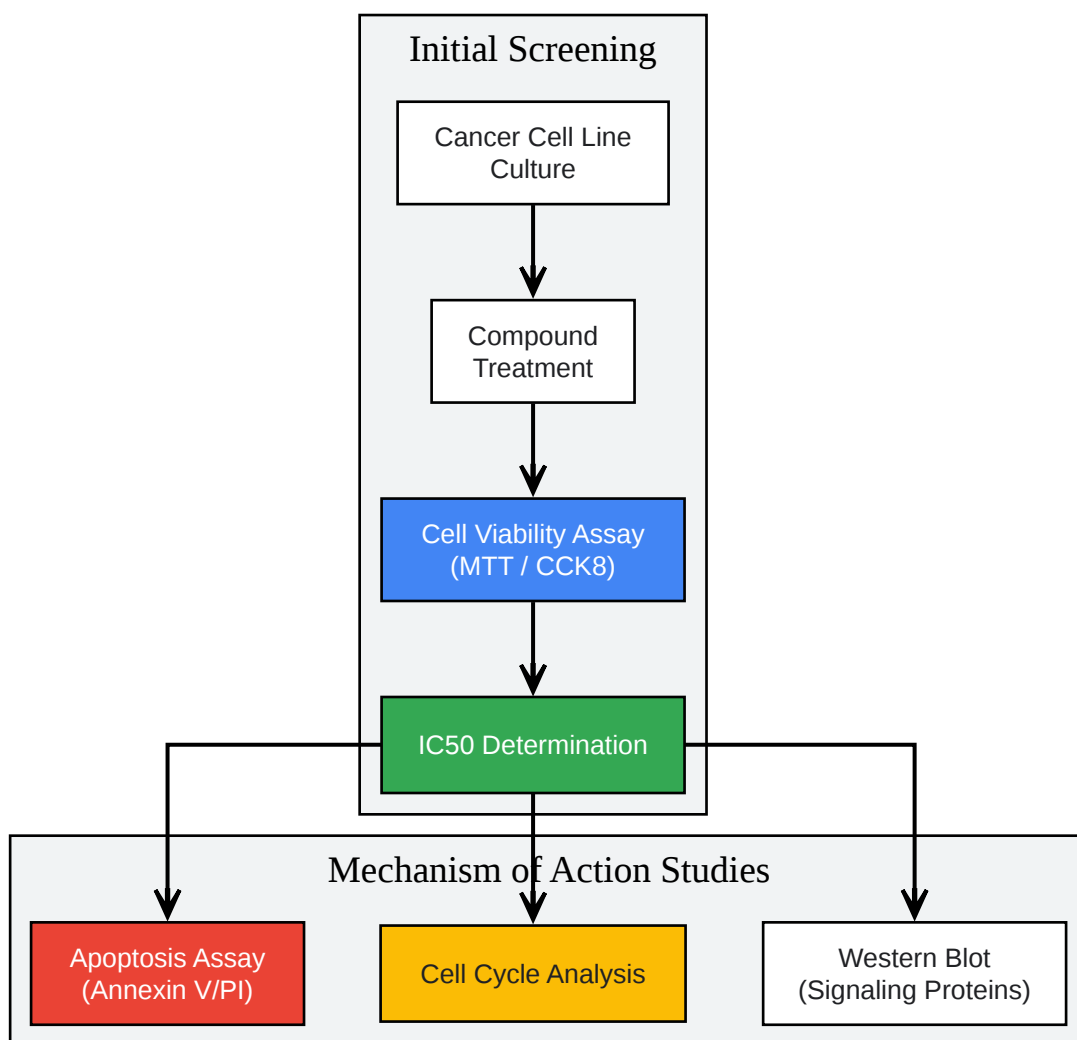 Initial Screening
Cancer Cell Line
Culture
Compound
Treatment
Cell Viability Assay
(MTT / CCK8)
IC50 Determination
Mechanism of Action Studies
Apoptosis Assay
(Annexin V/PI)
Cell Cycle Analysis
Western Blot
(Signaling Proteins)